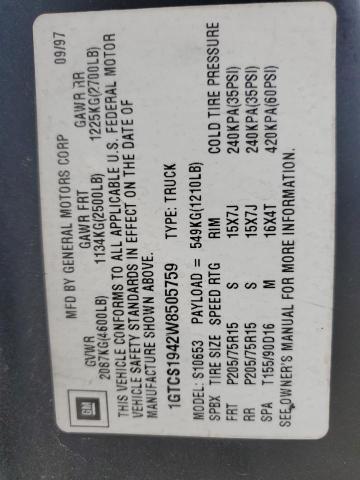 MFD BY GENERAL MOTORS CORP 09/97
GVWR GAWR FRT GAWR RR
2087KG(4600LB) 1134KG(2500LB) 1225KG(2700LB)
THIS VEHICLE CONFORMS TO ALL APPLICABLE U.S. FEDERAL MOTOR
VEHICLE SAFETY STANDARDS IN EFFECT ON THE DATE OF
MANUFACTURE SHOWN ABOVE.
GM
1GTCS1942W8505759 TYPE: TRUCK
MODEL: S10653 PAYLOAD = 549KG(1210LB)
SPBX TIRE SIZE SPEED RTG RIM COLD TIRE PRESSURE
FRT P205/75R15 S 15X7J 240KPA(35PSI)
RR P205/75R15 S 15X7J 240KPA(35PSI)
SPA T155/90D16 M 16X4T 420KPA(60PSI)
SEE OWNER'S MANUAL FOR MORE INFORMATION.